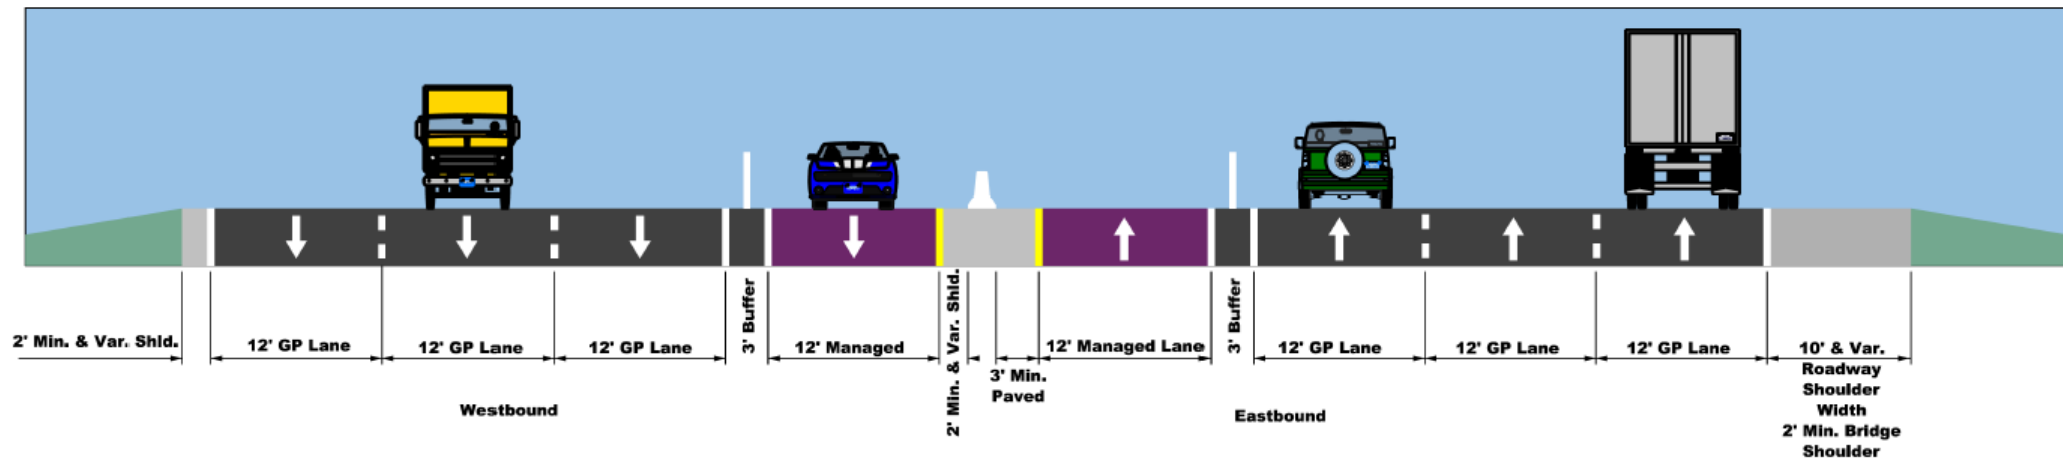 2' Min. & Var. Shld.
12' GP Lane
12' GP Lane
12' GP Lane
3' Buffer
12' Managed
2' Min. & Var. Shld.
3' Min.
Paved
12' Managed Lane
3' Buffer
12' GP Lane
12' GP Lane
12' GP Lane
10' & Var.
Roadway
Shoulder
Width
2' Min. Bridge
Shoulder
Westbound
Eastbound